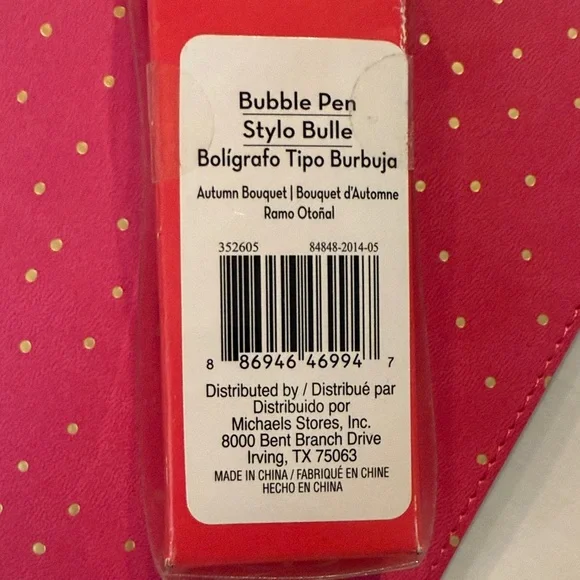 Bubble Pen
Stylo Bulle
Bolígrafo Tipo Burbuja
Autumn Bouquet | Bouquet d'Automne
Ramo Otoñal
352605 84848-2014-05
8 86946 46994 7
Distributed by / Distribué par
Distribuido por
Michaels Stores, Inc.
8000 Bent Branch Drive
Irving, TX 75063
MADE IN CHINA / FABRIQUÉ EN CHINE
HECHO EN CHINA